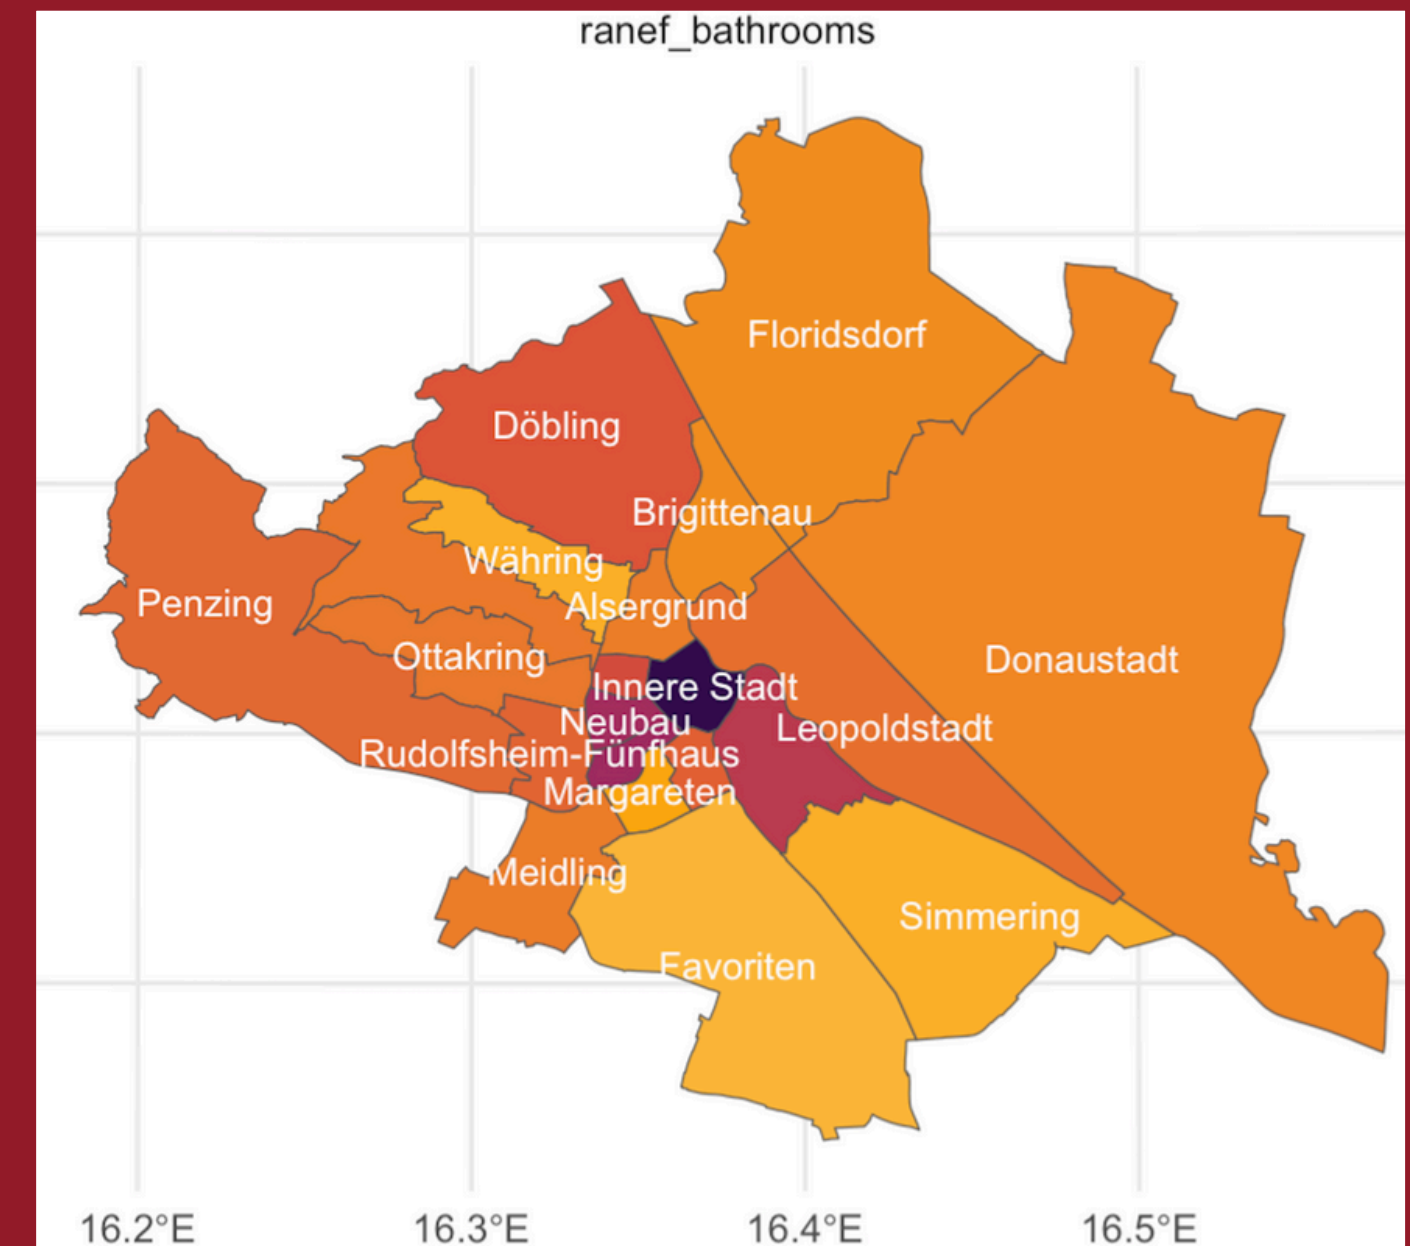 ranef_bathrooms
Floridsdorf
Döbling
Brigittenau
Währing
Penzing
Alsergrund
Ottakring
Donaustadt
Innere Stadt
Neubau
Leopoldstadt
Rudolfsheim-Fünfhaus
Margareten
Meidling
Simmering
Favoriten
16.2°E 16.3°E 16.4°E 16.5°E